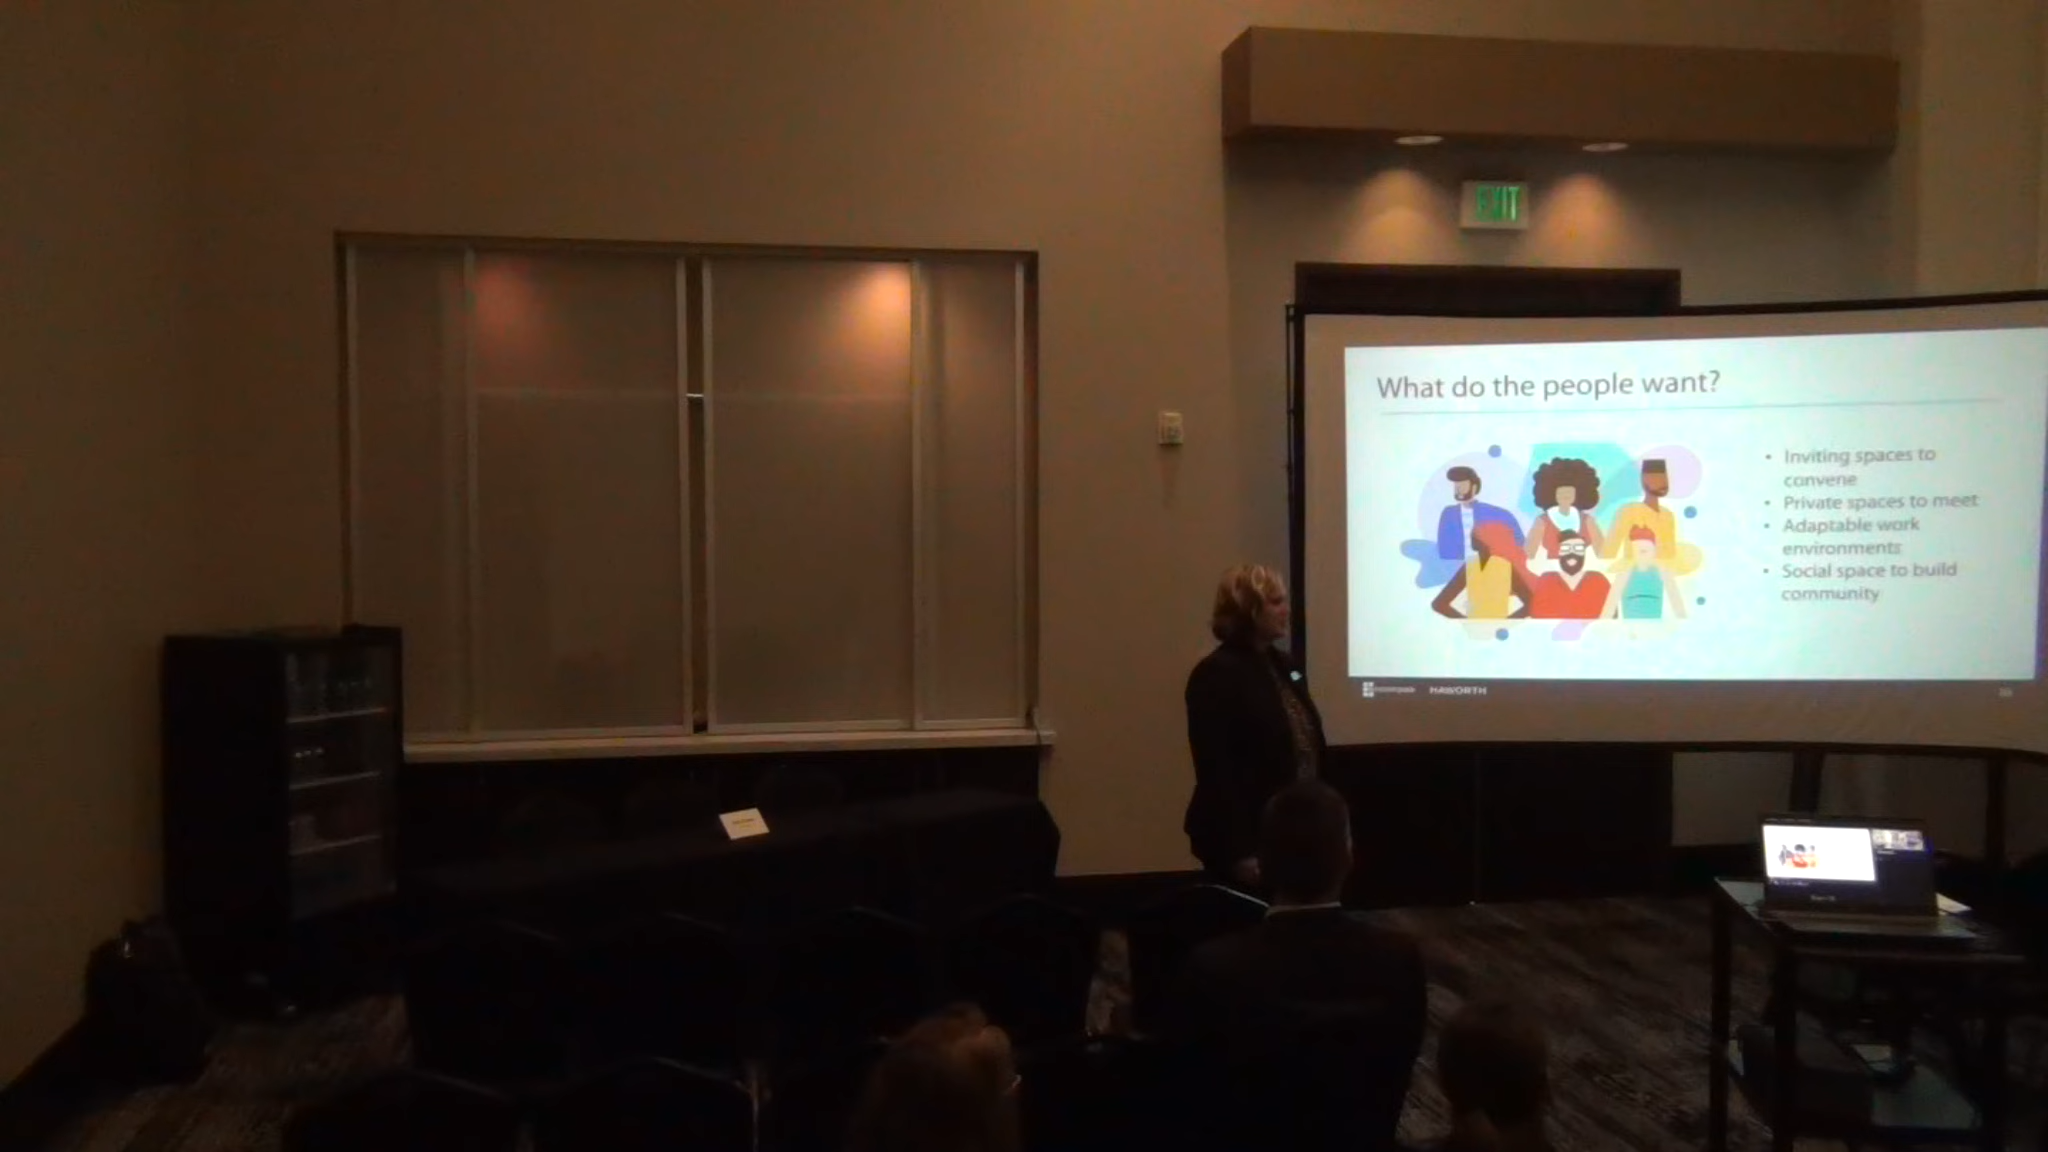 EXIT
What do the people want?
• Inviting spaces to
convene
• Private spaces to meet
• Adaptable work
environments
• Social space to build
community
HAWORTH